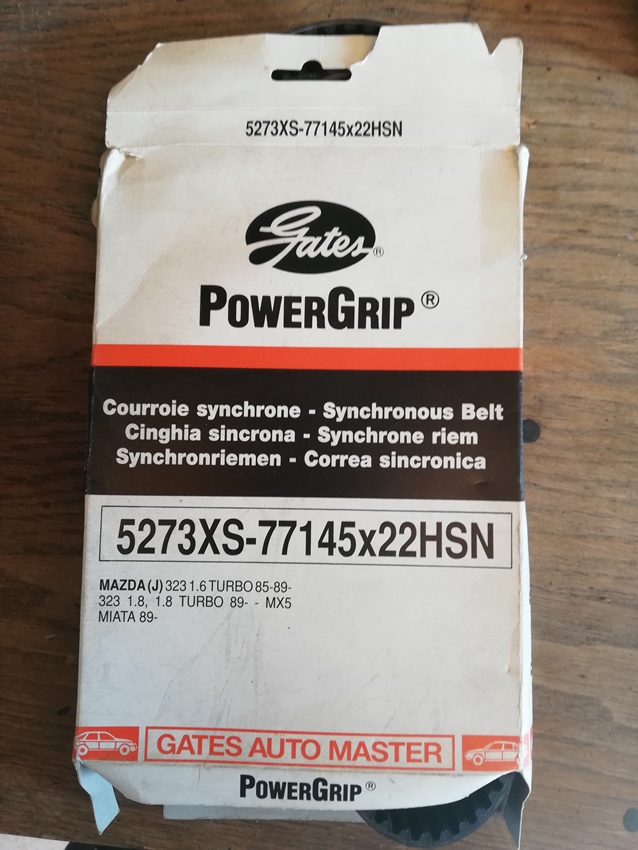 5273XS-77145x22HSN
Gates®
POWERGRIP®
Courroie synchrone - Synchronous Belt
Cinghia sincrona - Synchrone riem
Synchronriemen - Correa sincronica
5273XS-77145x22HSN
MAZDA (J) 323 1.6 TURBO 85-89-
323 1.8, 1.8 TURBO 89- - MX5
MIATA 89-
GATES AUTO MASTER
POWERGRIP®